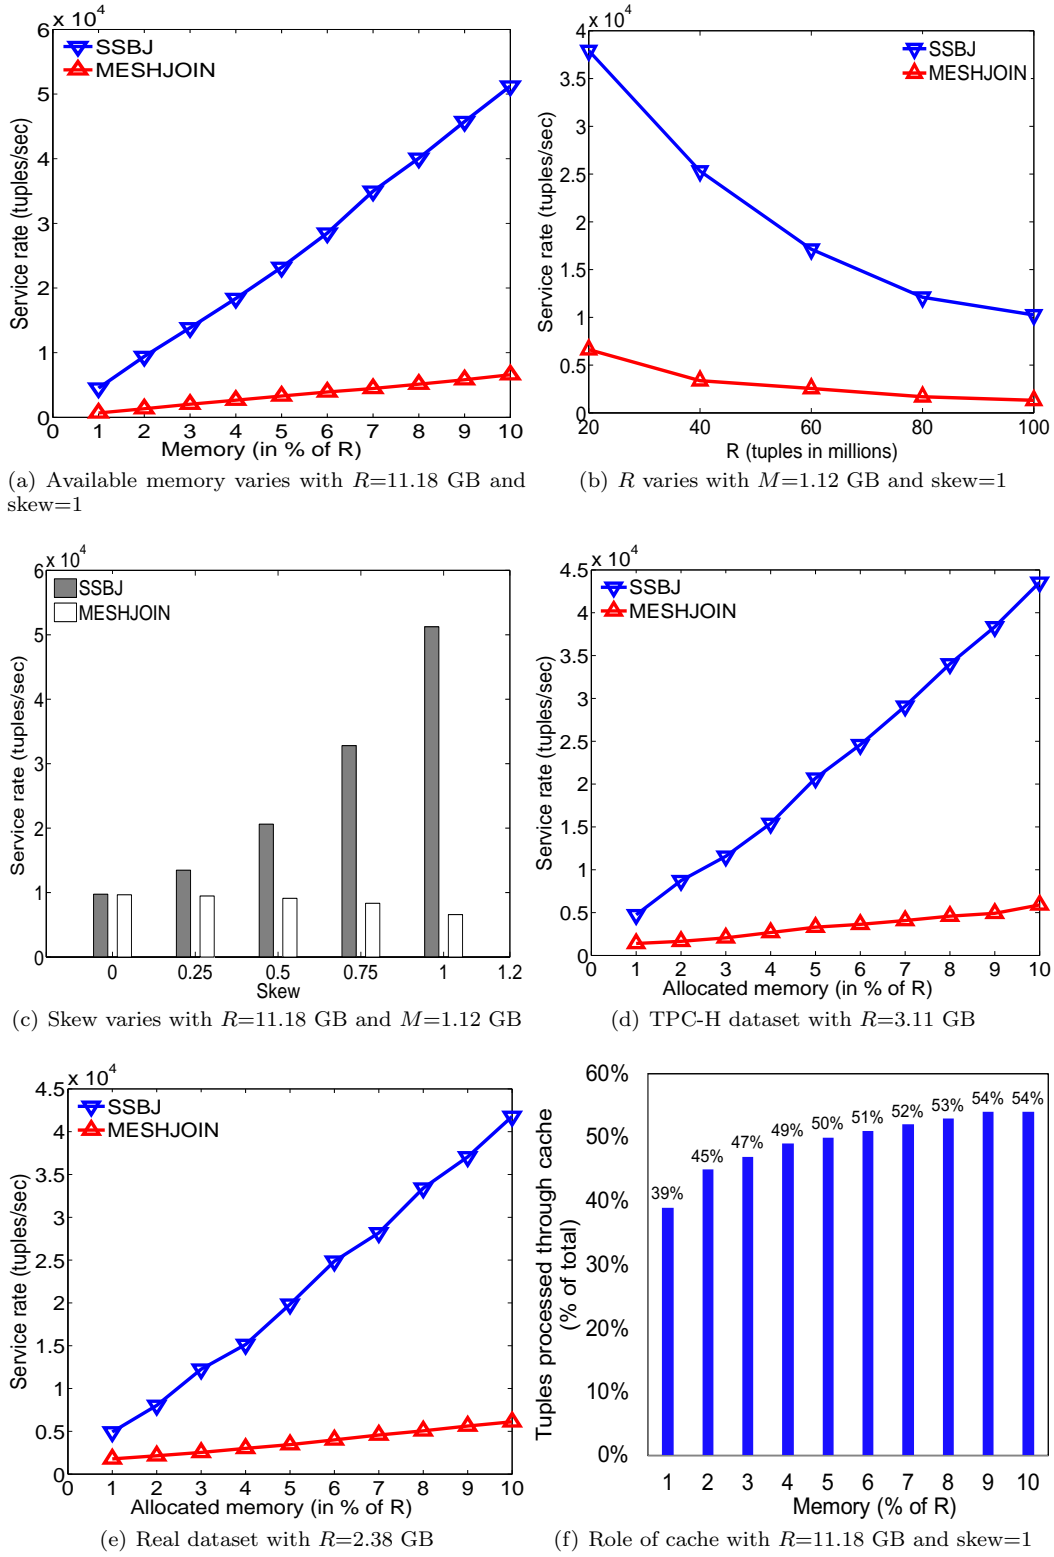 x 10⁴
6
5
4
3
2
1
0
0 1 2 3 4 5 6 7 8 9 10
Service rate (tuples/sec)
Memory (in % of R)
SSBJ
MESHJOIN
(a) Available memory varies with R=11.18 GB and
skew=1
x 10⁴
4
3.5
3
2.5
2
1.5
1
0.5
0
20 40 60 80 100
Service rate (tuples/sec)
R (tuples in millions)
SSBJ
MESHJOIN
(b) R varies with M=1.12 GB and skew=1
x 10⁴
6
5
4
3
2
1
0
0 0.25 0.5 0.75 1 1.2
Service rate (tuples/sec)
Skew
SSBJ
MESHJOIN
(c) Skew varies with R=11.18 GB and M=1.12 GB
x 10⁴
4.5
4
3.5
3
2.5
2
1.5
1
0.5
0
0 1 2 3 4 5 6 7 8 9 10
Service rate (tuples/sec)
Allocated memory (in % of R)
SSBJ
MESHJOIN
(d) TPC-H dataset with R=3.11 GB
x 10⁴
4.5
4
3.5
3
2.5
2
1.5
1
0.5
0
0 1 2 3 4 5 6 7 8 9 10
Service rate (tuples/sec)
Allocated memory (in % of R)
SSBJ
MESHJOIN
(e) Real dataset with R=2.38 GB
60%
50%
40%
30%
20%
10%
0%
39% 45% 47% 49% 50% 51% 52% 53% 54% 54%
1 2 3 4 5 6 7 8 9 10
Tuples processed through cache
(% of total)
Memory (% of R)
(f) Role of cache with R=11.18 GB and skew=1